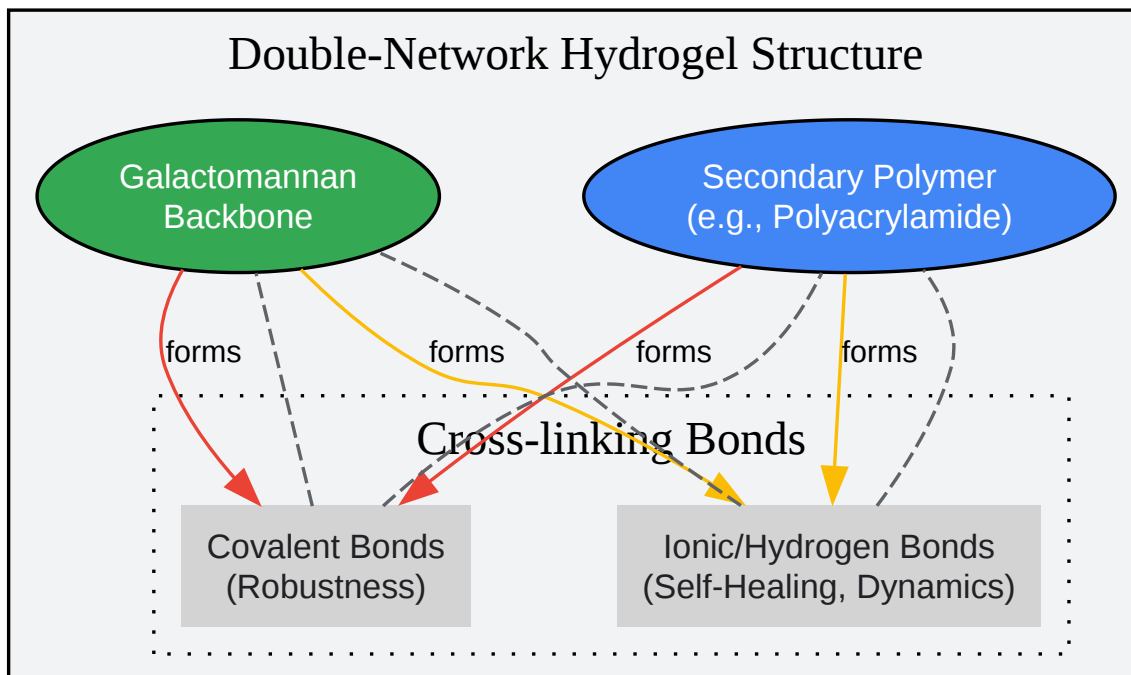 Double-Network Hydrogel Structure
Galactomannan
Backbone
Secondary Polymer
(e.g., Polyacrylamide)
forms
forms
forms
forms
Cross-linking Bonds
Covalent Bonds
(Robustness)
Ionic/Hydrogen Bonds
(Self-Healing, Dynamics)